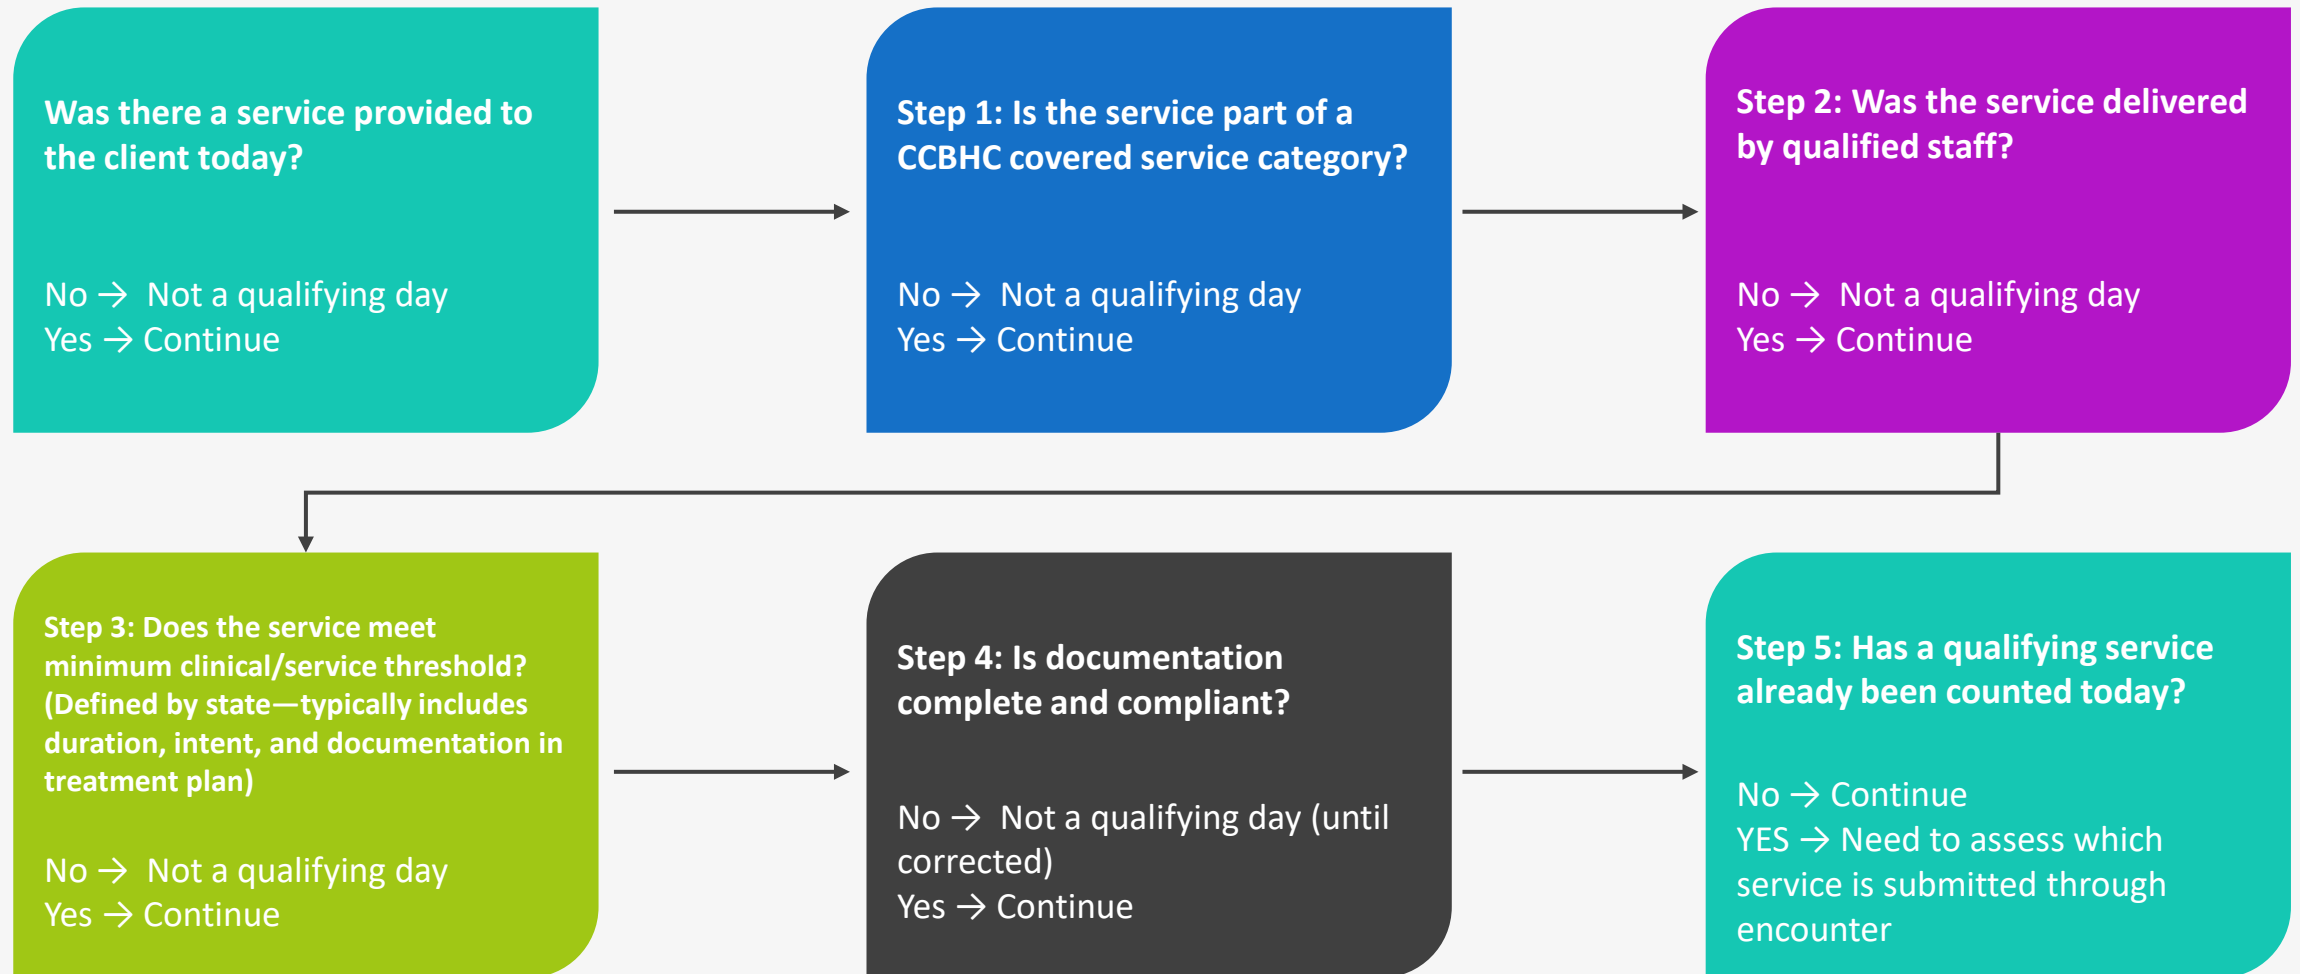 Was there a service provided to
the client today?
No → Not a qualifying day
Yes → Continue
Step 1: Is the service part of a
CCBHC covered service category?
No → Not a qualifying day
Yes → Continue
Step 2: Was the service delivered
by qualified staff?
No → Not a qualifying day
Yes → Continue
Step 3: Does the service meet
minimum clinical/service threshold?
(Defined by state—typically includes
duration, intent, and documentation in
treatment plan)
No → Not a qualifying day
Yes → Continue
Step 4: Is documentation
complete and compliant?
No → Not a qualifying day (until
corrected)
Yes → Continue
Step 5: Has a qualifying service
already been counted today?
No → Continue
YES → Need to assess which
service is submitted through
encounter